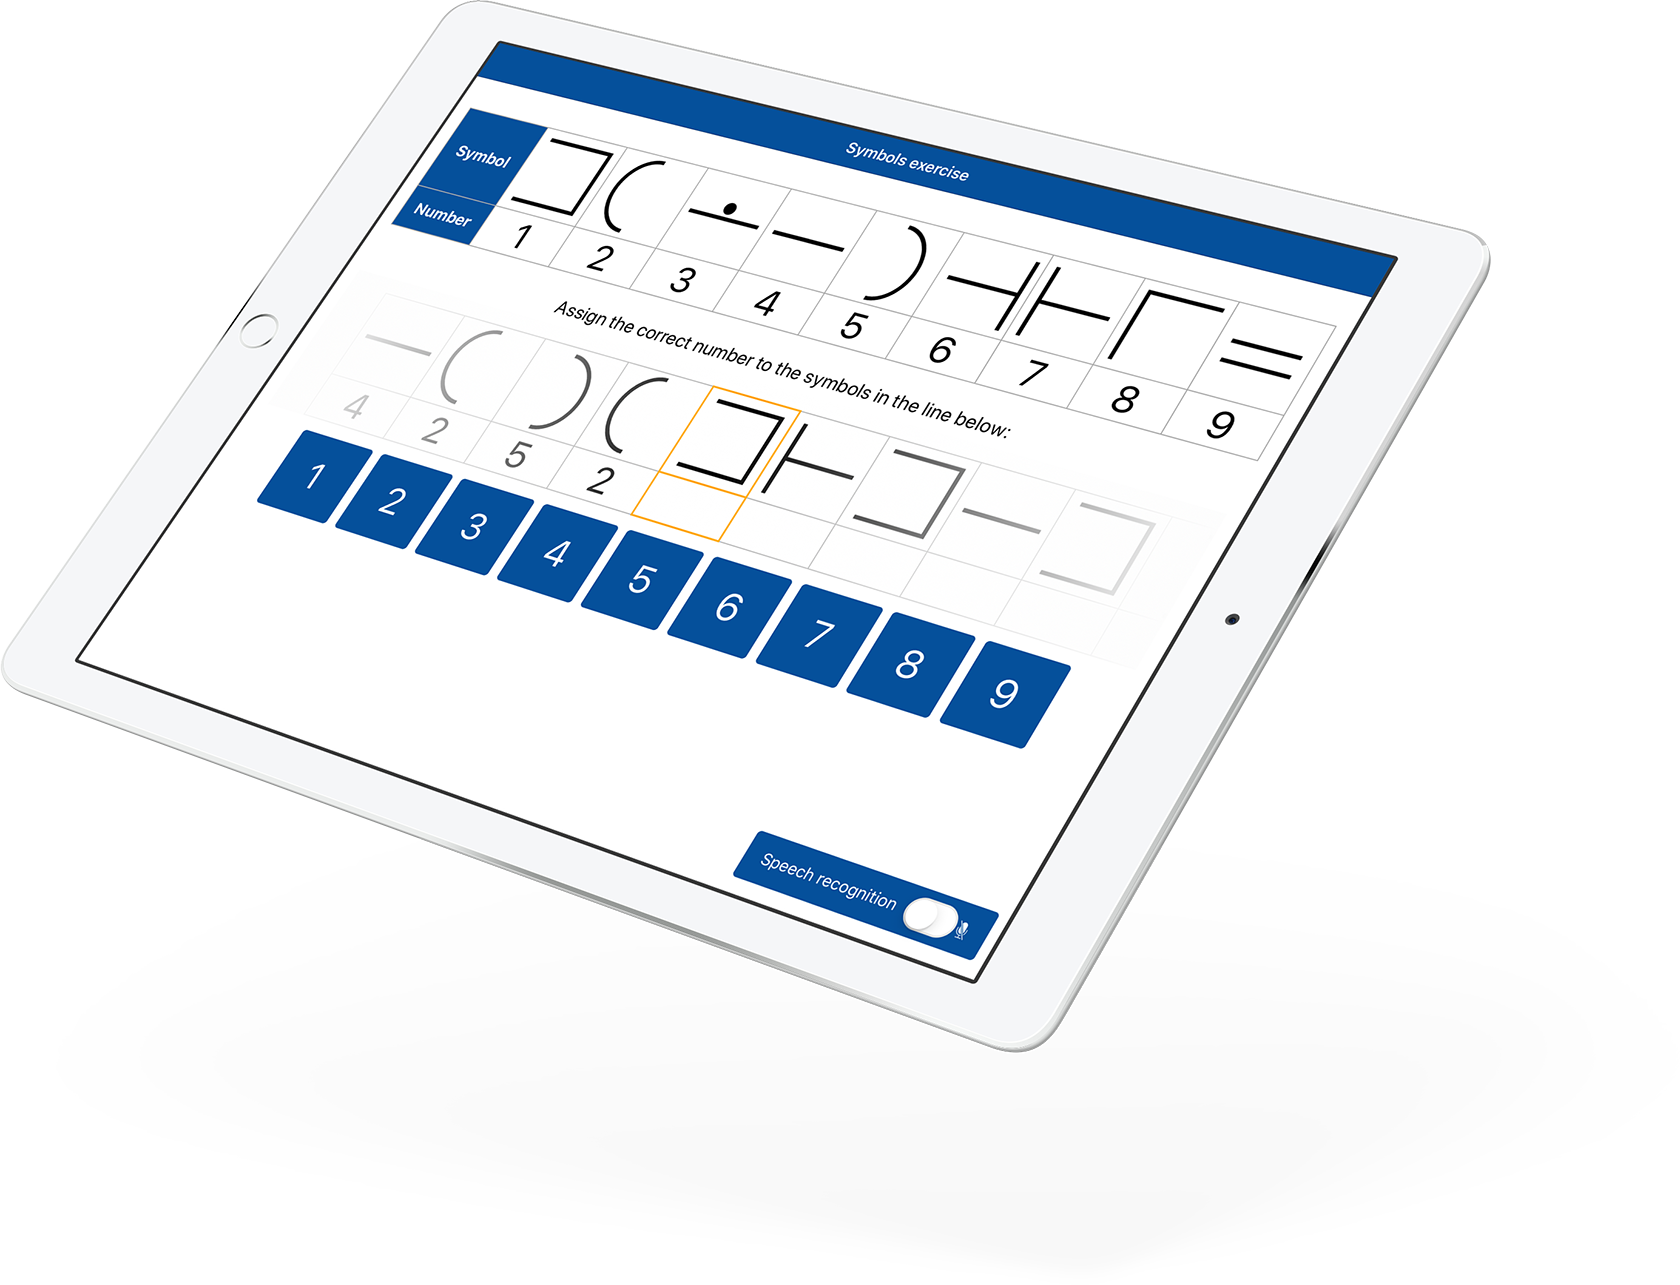 Symbols exercise
Symbol
Number 1 2 3 4 5 6 7 8 9
Assign the correct number to the symbols in the line below:
4 2 5 2
1 2 3 4 5 6 7 8 9
Speech recognition